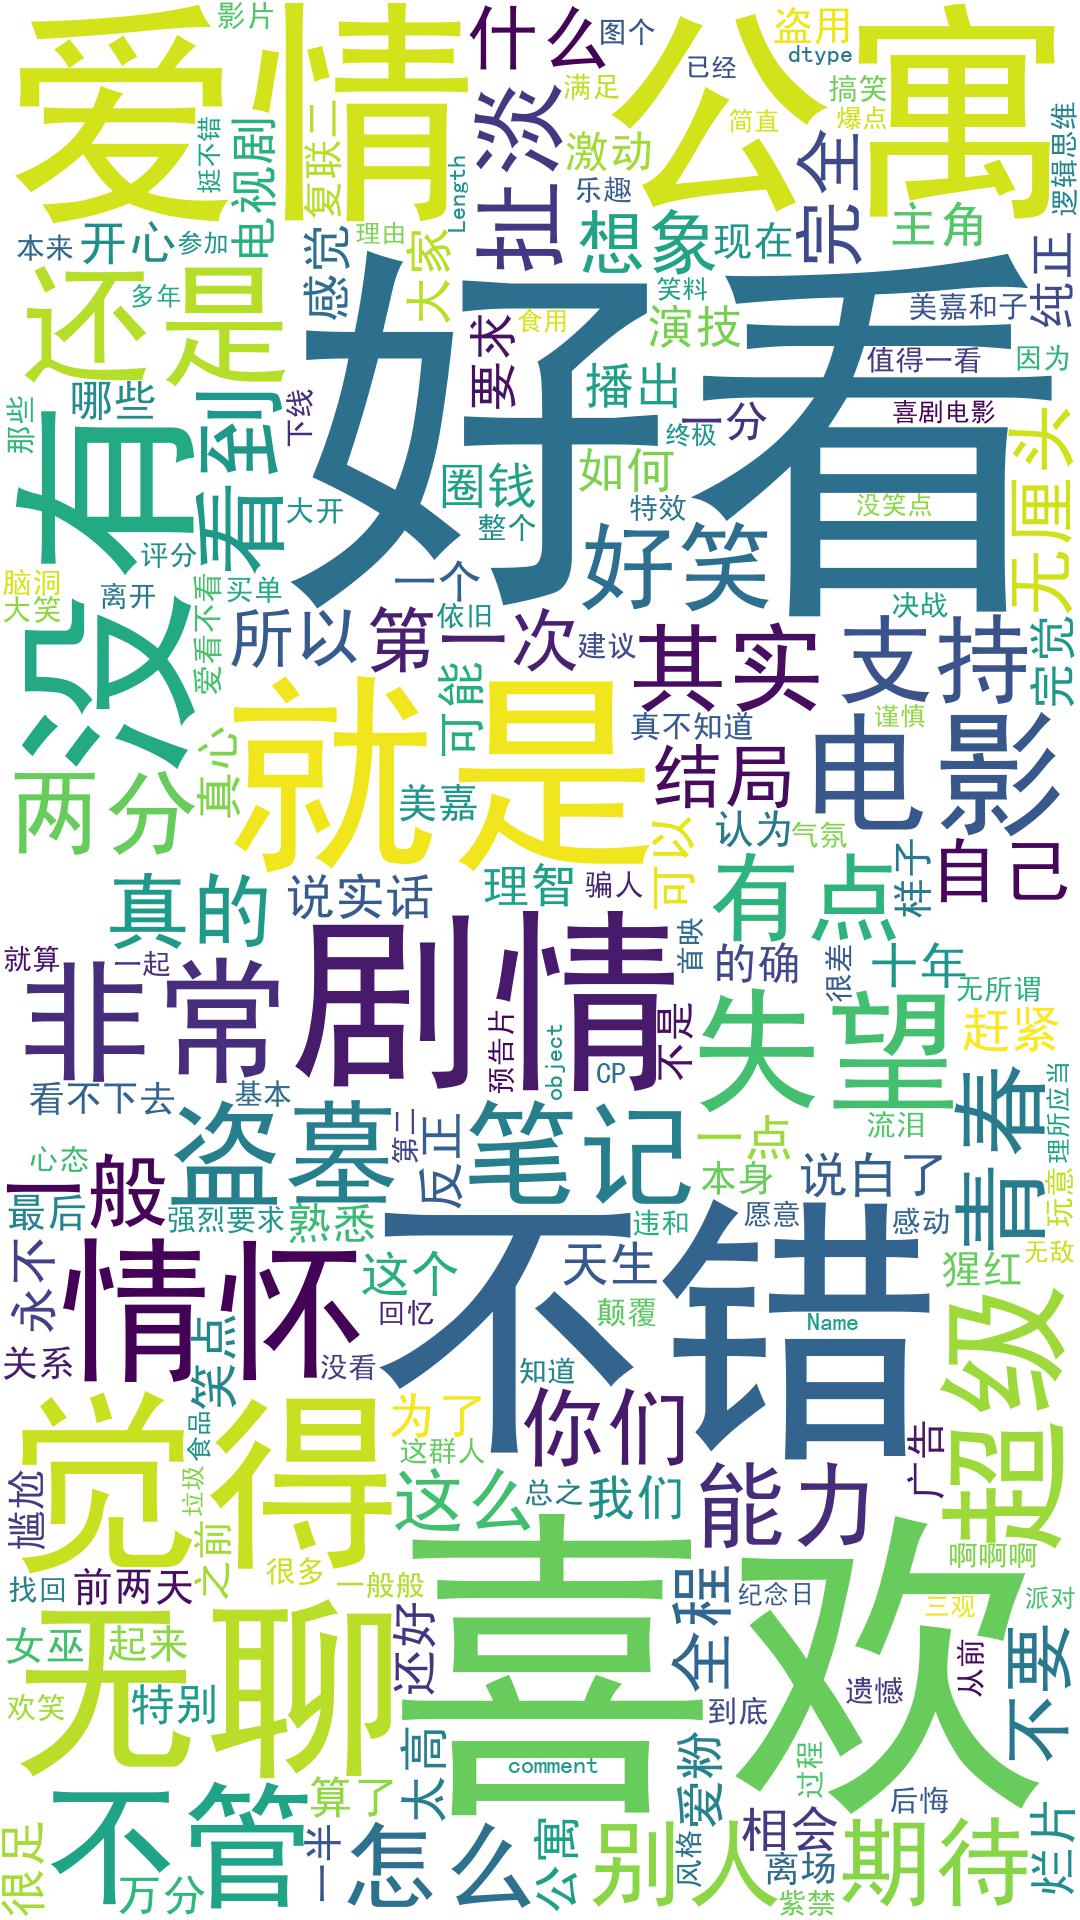 影片
爱情公寓
什么
图个
盗用
dtype
已经
满足
搞笑
简直
爆点
挺不错
电视剧
复联二
Length
扯淡
激动
乐趣
完全
逻辑思维
本来
开心
参加
理由
感觉
大家
想象
现在
主角
纯正
还是
多年
好看
笑料
美嘉和子
食用
要求
演技
值得一看
因为
哪些
那些
看到
下线
播出
一分
喜剧电影
终极
无厘头
没有
圈钱
如何
特效
没笑点
大开
整个
评分
好笑
脑洞
大笑
离开
爱看不看
买单
一个
依旧
决战
所以
第一次
建议
其实
支持
完觉
可能
就是
真不知道
谨慎
电影
真心
结局
两分
美嘉
认为
气氛
可以
样子
自己
真的
说实话
理智
骗人
有点
剧情
首映
的确
很差
十年
就算
一起
非常
无所谓
不是
预告片
object
CP
失望
赶紧
看不下去
基本
青春
理所应当
盗墓笔记
第二
反正
一点
流泪
心态
一般
本身
说白了
最后
强烈要求
熟悉
不错
违和
愿意
感动
玩意
无敌
永不
情怀
这个
天生
猩红
回忆
颠覆
Name
超级
关系
笑点
没看
知道
觉得
为了
你们
食品
这群人
广告
尴尬
垃圾
之前
这么
总之
我们
能力
啊啊啊
找回
前两天
很多
一般般
喜欢
全程
纪念日
三观
派对
无聊
女巫
起来
还好
从前
不要
欢笑
特别
遗憾
到底
太高
comment
爱粉
过程
不管
算了
后悔
很足
万分
一半
怎么
公寓
别人
风格
相会
离场
紫禁
期待
烂片